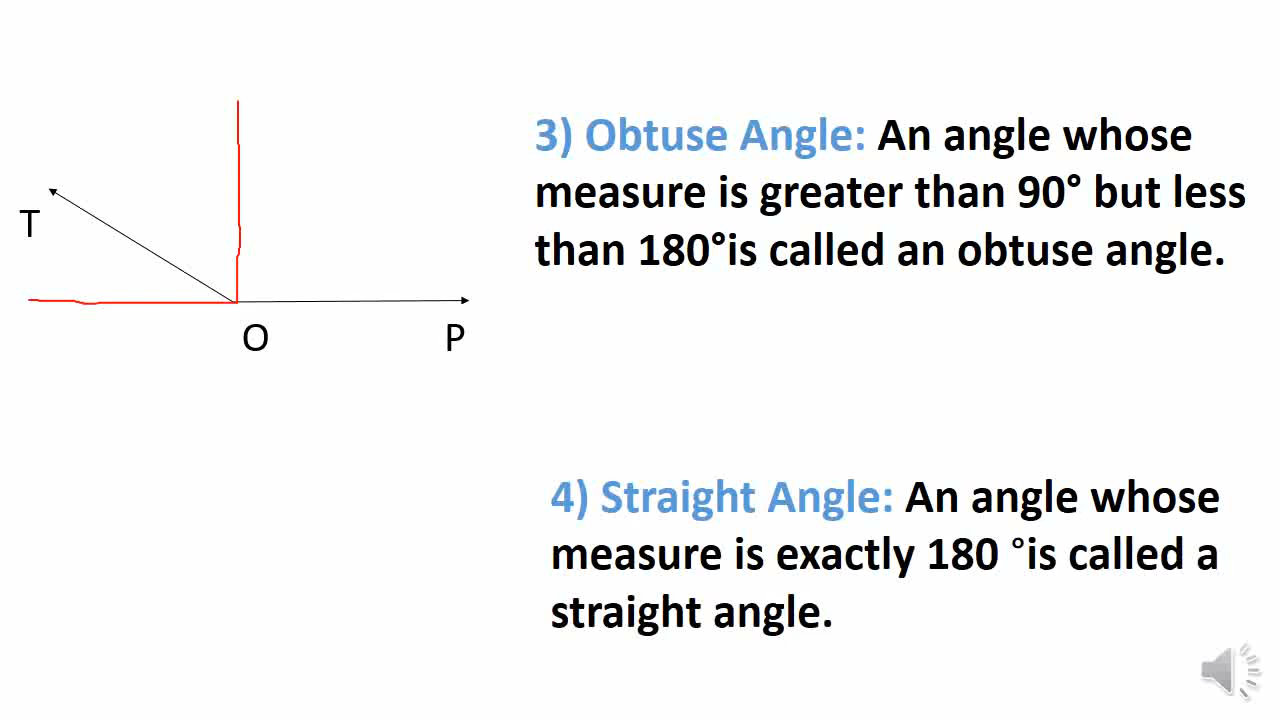 3) Obtuse Angle: An angle whose
measure is greater than 90° but less
than 180°is called an obtuse angle.
T
O
P
4) Straight Angle: An angle whose
measure is exactly 180 °is called a
straight angle.